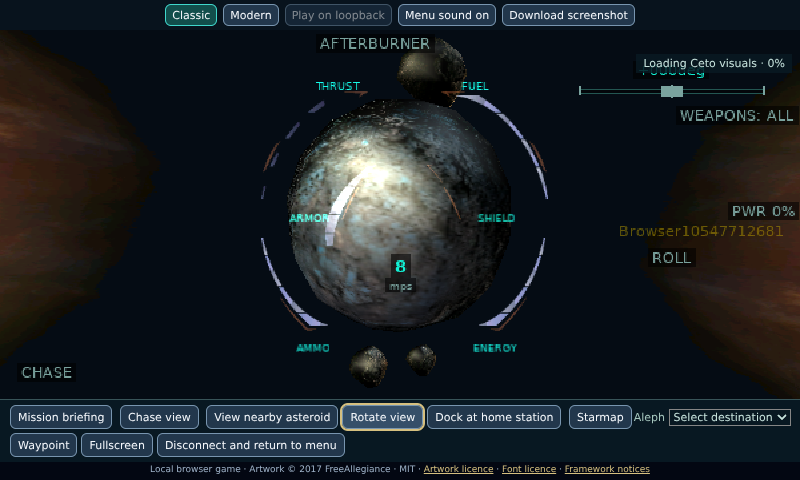 Classic Modern Play on loopback Menu sound on Download screenshot
AFTERBURNER
Loading Ceto visuals · 0%
THRUST FUEL
WEAPONS: ALL
ARMOR SHIELD
PWR 0%
Browser10547712681
ROLL
8
mps
AMMO ENERGY
CHASE
Mission briefing Chase view View nearby asteroid Rotate view Dock at home station Starmap Aleph Select destination
Waypoint Fullscreen Disconnect and return to menu
Local browser game · Artwork © 2017 FreeAllegiance · MIT · Artwork licence · Font licence · Framework notices